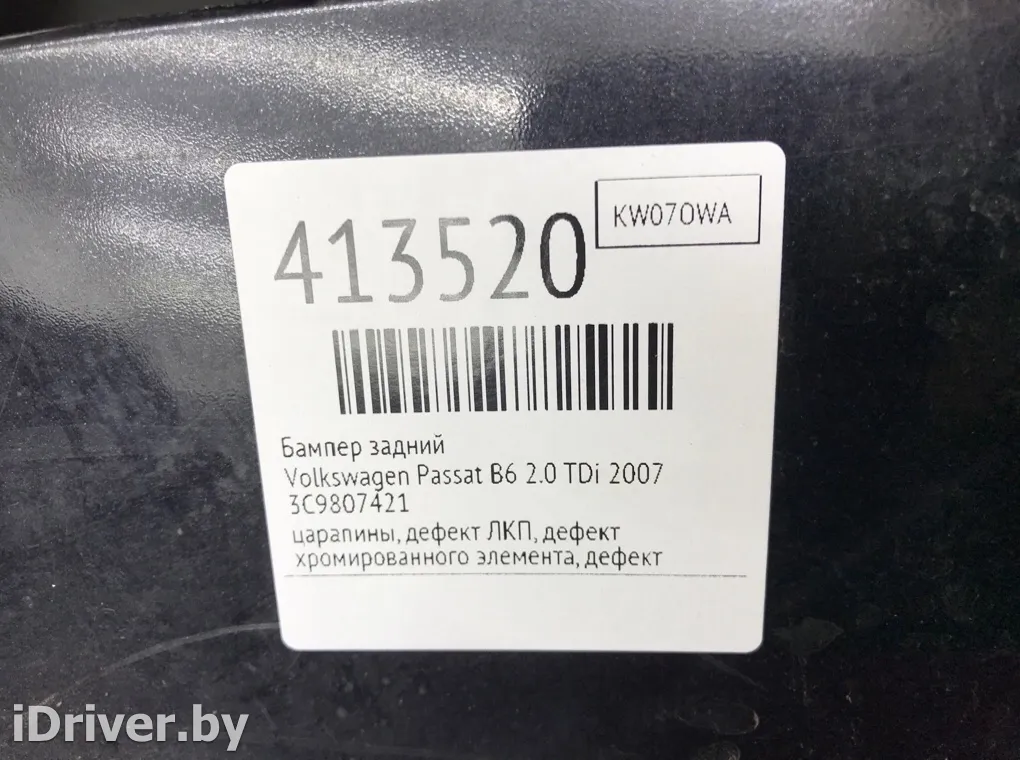 413520
KW070WA
Бампер задний
Volkswagen Passat B6 2.0 TDi 2007
3C9807421
царапины, дефект ЛКП, дефект
хромированного элемента, дефект
iDriver.by